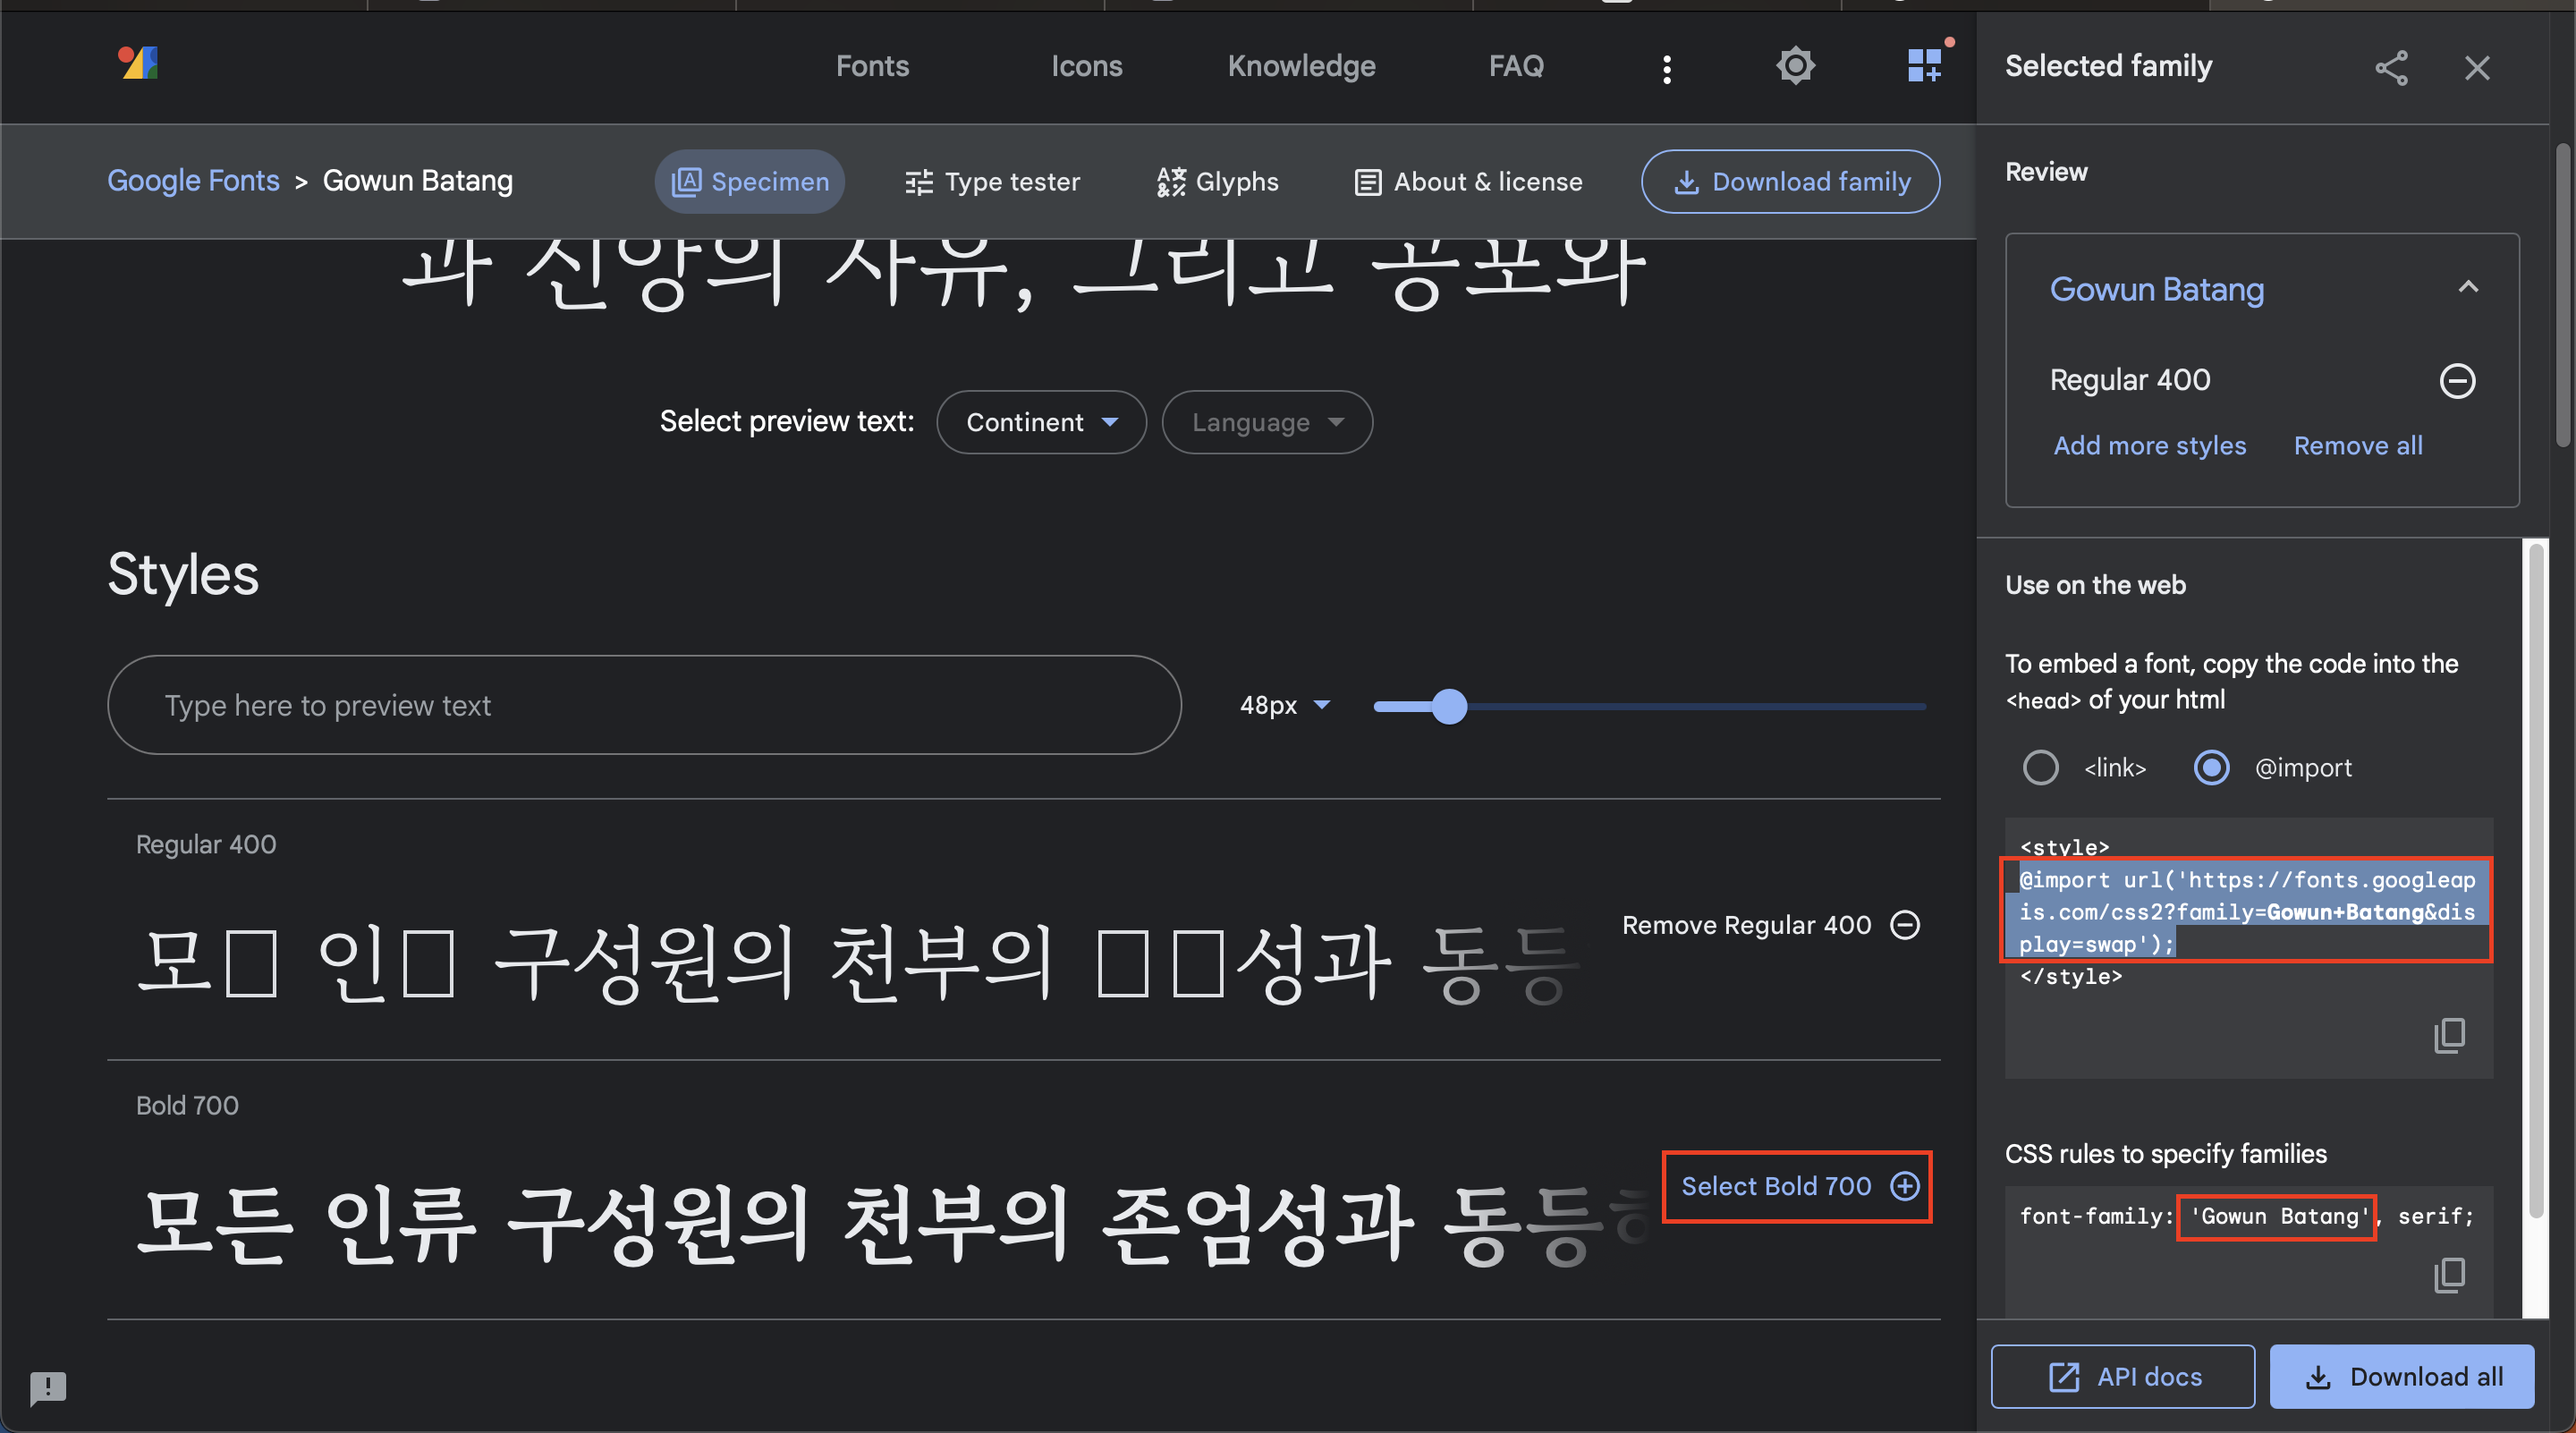 Fonts
Icons
Knowledge
FAQ
Selected family
Google Fonts > Gowun Batang
Specimen
Type tester
Glyphs
About & license
Download family
과 신앙의 자유, 그리고 공포와
Select preview text:
Continent
Language
Styles
Type here to preview text
48px
Regular 400
모□ 인□ 구성원의 천부의 □□성과 동등
Remove Regular 400
Bold 700
모든 인류 구성원의 천부의 존엄성과 동등
Select Bold 700
Review
Gowun Batang
Regular 400
Add more styles
Remove all
Use on the web
To embed a font, copy the code into the
<head> of your html
<link>
@import
<style>
@import url('https://fonts.googleap
is.com/css2?family=Gowun+Batang&dis
play=swap');
</style>
CSS rules to specify families
font-family: 'Gowun Batang', serif;
API docs
Download all